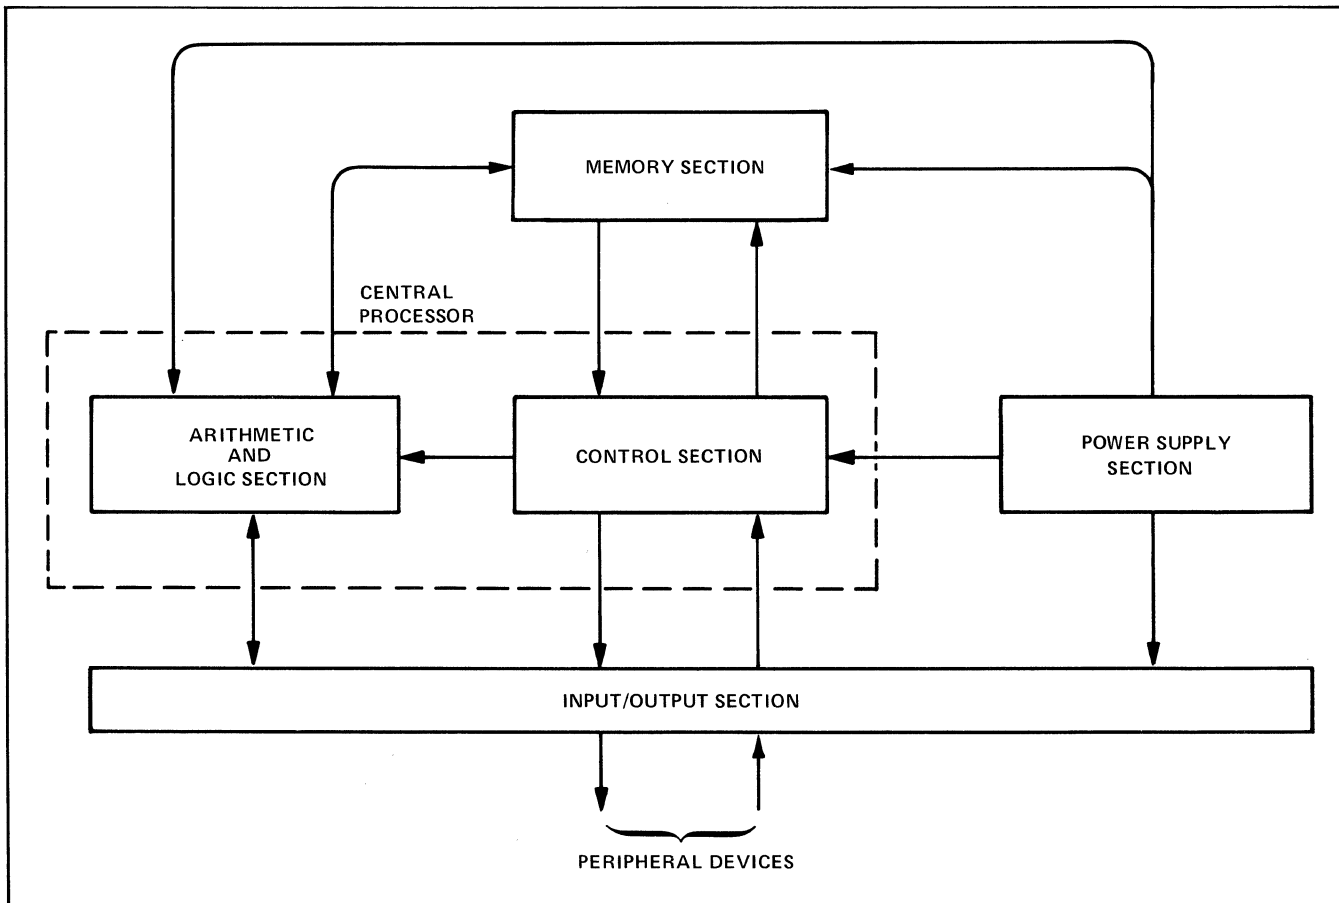 MEMORY SECTION
CENTRAL
PROCESSOR
ARITHMETIC
AND
LOGIC SECTION
CONTROL SECTION
POWER SUPPLY
SECTION
INPUT/OUTPUT SECTION
PERIPHERAL DEVICES